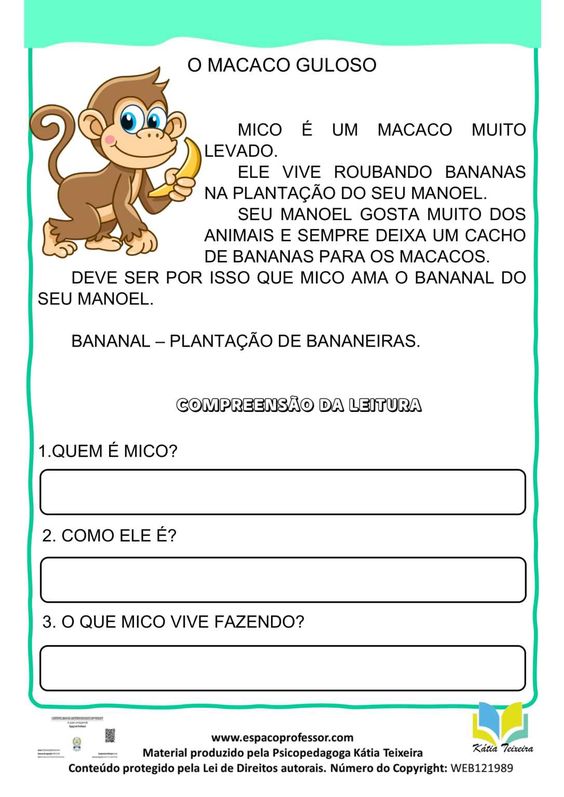 O MACACO GULOSO
MICO É UM MACACO MUITO
LEVADO.
ELE VIVE ROUBANDO BANANAS
NA PLANTAÇÃO DO SEU MANOEL.
SEU MANOEL GOSTA MUITO DOS
ANIMAIS E SEMPRE DEIXA UM CACHO
DE BANANAS PARA OS MACACOS.
DEVE SER POR ISSO QUE MICO AMA O BANANAL DO
SEU MANOEL.
BANANAL – PLANTAÇÃO DE BANANEIRAS.
COMPREENSÃO DA LEITURA
1.QUEM É MICO?
2. COMO ELE É?
3. O QUE MICO VIVE FAZENDO?
www.espacoprofessor.com
Material produzido pela Psicopedagoga Kátia Teixeira
Conteúdo protegido pela Lei de Direitos autorais. Número do Copyright: WEB121989
Kátia Teixeira